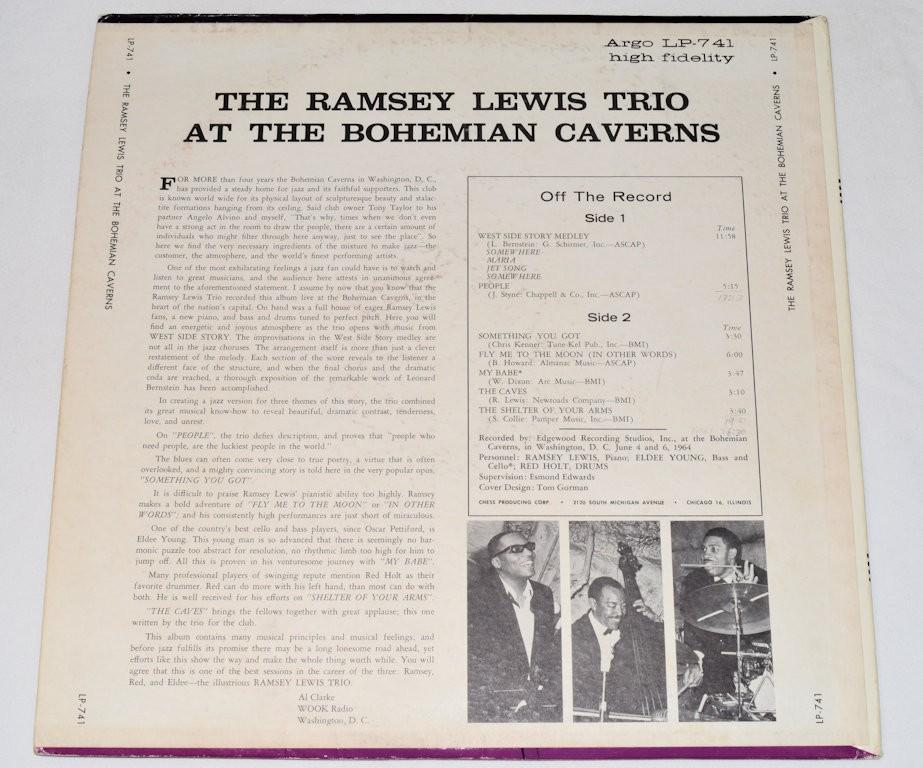 Argo LP-741
high fidelity
THE RAMSEY LEWIS TRIO
AT THE BOHEMIAN CAVERNS
LP-741 • THE RAMSEY LEWIS TRIO AT THE BOHEMIAN CAVERNS
LP-741
FOR MORE than four years the Bohemian Caverns in Washington, D. C.,
has provided a steady home for jazz and its faithful supporters. This club
is known world wide for its physical layout of sculpturesque beauty and stalac-
tite formations hanging from its ceiling. Said club owner Tony Taylor to his
partner Angelo Alvino and myself, "That's why, times when we don't even
have a strong act in the room to draw the people, there are a certain amount of
individuals who might filter through here anyway, just to see the place". So
here we find the very necessary ingredients of the mixture to make jazz—the
customer, the atmosphere, and the world's finest performing artists.
One of the most exhilarating feelings a jazz fan could have is to watch and
listen to great musicians, and the audience here attests in unanimous agree-
ment to the aforementioned statement. I assume by now that you know that the
Ramsey Lewis Trio recorded this album live at the Bohemian Caverns, in the
heart of the nation's capital. On hand was a full house of eager Ramsey Lewis
fans, a new piano, and bass and drums tuned to perfect pitch. Here you will
find an energetic and joyous atmosphere as the trio opens with music from
WEST SIDE STORY. The improvisations in the West Side Story medley are
not all in the jazz choruses. The arrangement itself is more than just a clever
restatement of the melody. Each section of the score reveals to the listener a
different face of the structure, and when the final chorus and the dramatic
coda are reached, a thorough exposition of the remarkable work of Leonard
Bernstein has been accomplished.
In creating a jazz version for three themes of this story, the trio combined
its great musical know-how to reveal beautiful, dramatic contrast, tenderness,
love, and unrest.
On "PEOPLE", the trio defies description, and proves that "people who
need people, are the luckiest people in the world."
The blues can often come very close to true poetry, a virtue that is often
overlooked, and a mighty convincing story is told here in the very popular opus,
"SOMETHING YOU GOT".
It is difficult to praise Ramsey Lewis' pianistic ability too highly. Ramsey
makes a bold adventure of "FLY ME TO THE MOON" or "IN OTHER
WORDS"; and his consistently high performances are just short of miraculous.
One of the country's best cello and bass players, since Oscar Pettiford, is
Eldee Young. This young man is so advanced that there is seemingly no har-
monic puzzle too abstract for resolution, no rhythmic limb too high for him to
jump off. All this is proven in his venturesome journey with "MY BABE".
Many professional players of swinging repute mention Red Holt as their
favorite drummer. Red can do more with his left hand, than most can do with
both. He is well received for his efforts on "SHELTER OF YOUR ARMS".
"THE CAVES" brings the fellows together with great applause; this one
written by the trio for the club.
This album contains many musical principles and musical feelings, and
before jazz fulfills its promise there may be a long lonesome road ahead, yet
efforts like this show the way and make the whole thing worth while. You will
agree that this is one of the best sessions in the career of the three: Ramsey,
Red, and Eldee—the illustrious RAMSEY LEWIS TRIO.
Al Clarke
WOOK Radio
Washington, D. C.
Off The Record
Side 1
Time
WEST SIDE STORY MEDLEY 11:58
(L. Bernstein: G. Schirmer, Inc.—ASCAP)
SOMEWHERE
MARIA
JET SONG
SOMEWHERE
PEOPLE 5:15
(J. Styne: Chappell & Co., Inc.—ASCAP)
Side 2
Time
SOMETHING YOU GOT 3:30
(Chris Kenner: Tune-Kel Pub., Inc—BMI)
FLY ME TO THE MOON (IN OTHER WORDS) 6:00
(B. Howard: Almanac Music—ASCAP)
MY BABE* 3:47
(W. Dixon: Arc Music—BMI)
THE CAVES 3:10
(R. Lewis: Newroads Company—BMI)
THE SHELTER OF YOUR ARMS 3:40
(S. Collie: Pamper Music, Inc.—BMI)
Recorded by: Edgewood Recording Studios, Inc., at the Bohemian
Caverns, in Washington, D. C. June 4 and 6, 1964
Personnel: RAMSEY LEWIS, Piano; ELDEE YOUNG, Bass and
Cello*; RED HOLT, DRUMS
Supervision: Esmond Edwards
Cover Design: Tom Gorman
CHESS PRODUCING CORP. • 2120 SOUTH MICHIGAN AVENUE • CHICAGO 16, ILLINOIS
THE RAMSEY LEWIS TRIO AT THE BOHEMIAN CAVERNS • LP-741
LP-741